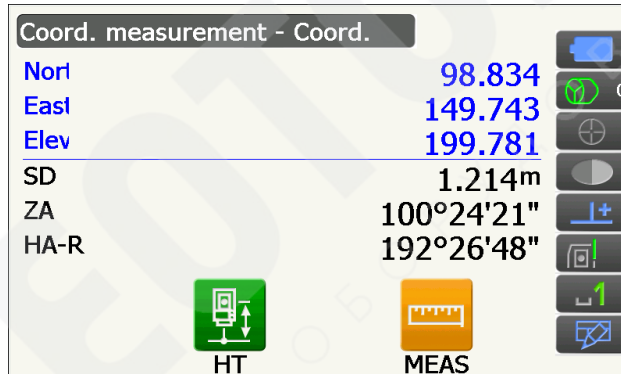 Coord. measurement - Coord.
Nort 98.834
East 149.743
Elev 199.781
SD 1.214m
ZA 100°24'21"
HA-R 192°26'48"
1
HT MEAS